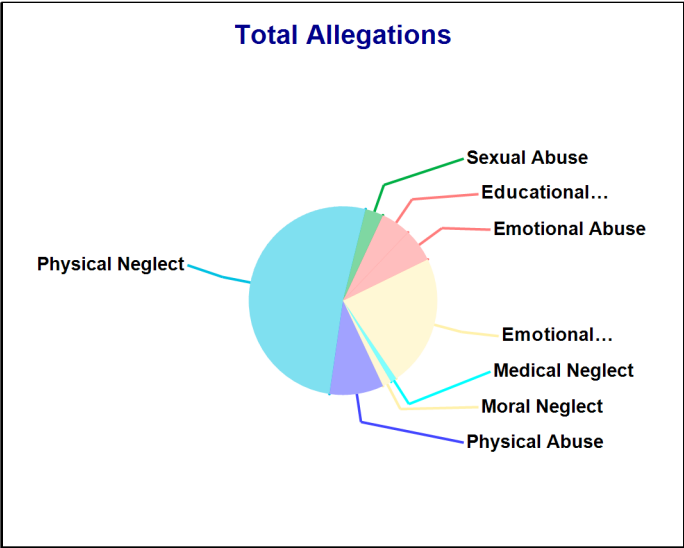 Total Allegations
Sexual Abuse
Educational…
Emotional Abuse
Physical Neglect
Emotional…
Medical Neglect
Moral Neglect
Physical Abuse